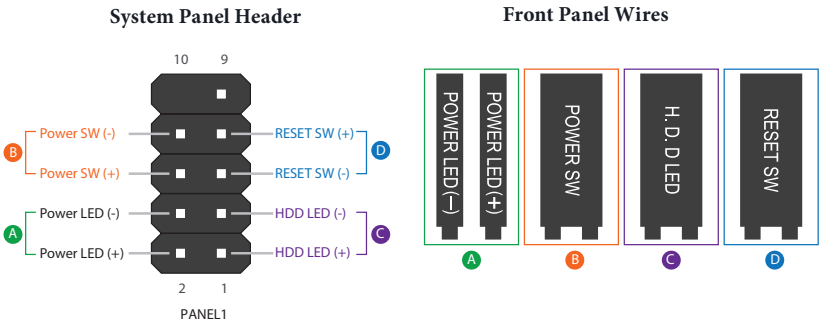 System Panel Header
10 9
Power SW (-) RESET SW (+)
B D
Power SW (+) RESET SW (-)
Power LED (-) HDD LED (-)
A C
Power LED (+) HDD LED (+)
2 1
PANEL1
Front Panel Wires
POWER LED(−)
POWER LED(+)
POWER SW
H. D. D LED
RESET SW
A B C D